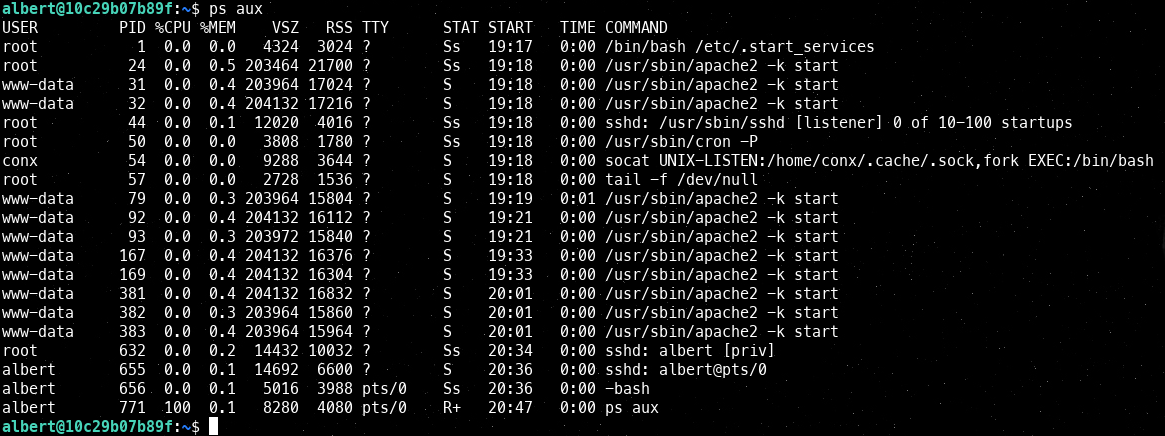 albert@10c29b07b89f:~$ ps aux
USER PID %CPU %MEM VSZ RSS TTY STAT START TIME COMMAND
root 1 0.0 0.0 4324 3024 ? Ss 19:17 0:00 /bin/bash /etc/.start_services
root 24 0.0 0.5 203464 21700 ? Ss 19:18 0:00 /usr/sbin/apache2 -k start
www-data 31 0.0 0.4 203964 17024 ? S 19:18 0:00 /usr/sbin/apache2 -k start
www-data 32 0.0 0.4 204132 17216 ? S 19:18 0:00 /usr/sbin/apache2 -k start
root 44 0.0 0.1 12020 4016 ? Ss 19:18 0:00 sshd: /usr/sbin/sshd [listener] 0 of 10-100 startups
root 50 0.0 0.0 3808 1780 ? Ss 19:18 0:00 /usr/sbin/cron -P
conx 54 0.0 0.0 9288 3644 ? S 19:18 0:00 socat UNIX-LISTEN:/home/conx/.cache/.sock,fork EXEC:/bin/bash
root 57 0.0 0.0 2728 1536 ? S 19:18 0:00 tail -f /dev/null
www-data 79 0.0 0.3 203964 15804 ? S 19:19 0:01 /usr/sbin/apache2 -k start
www-data 92 0.0 0.4 204132 16112 ? S 19:21 0:00 /usr/sbin/apache2 -k start
www-data 93 0.0 0.3 203972 15840 ? S 19:21 0:00 /usr/sbin/apache2 -k start
www-data 167 0.0 0.4 204132 16376 ? S 19:33 0:00 /usr/sbin/apache2 -k start
www-data 169 0.0 0.4 204132 16304 ? S 19:33 0:00 /usr/sbin/apache2 -k start
www-data 381 0.0 0.4 204132 16832 ? S 20:01 0:00 /usr/sbin/apache2 -k start
www-data 382 0.0 0.3 203964 15860 ? S 20:01 0:00 /usr/sbin/apache2 -k start
www-data 383 0.0 0.4 203964 15964 ? S 20:01 0:00 /usr/sbin/apache2 -k start
root 632 0.0 0.2 14432 10032 ? Ss 20:34 0:00 sshd: albert [priv]
albert 655 0.0 0.1 14692 6600 ? S 20:36 0:00 sshd: albert@pts/0
albert 656 0.0 0.1 5016 3988 pts/0 Ss 20:36 0:00 -bash
albert 771 100 0.1 8280 4080 pts/0 R+ 20:47 0:00 ps aux
albert@10c29b07b89f:~$